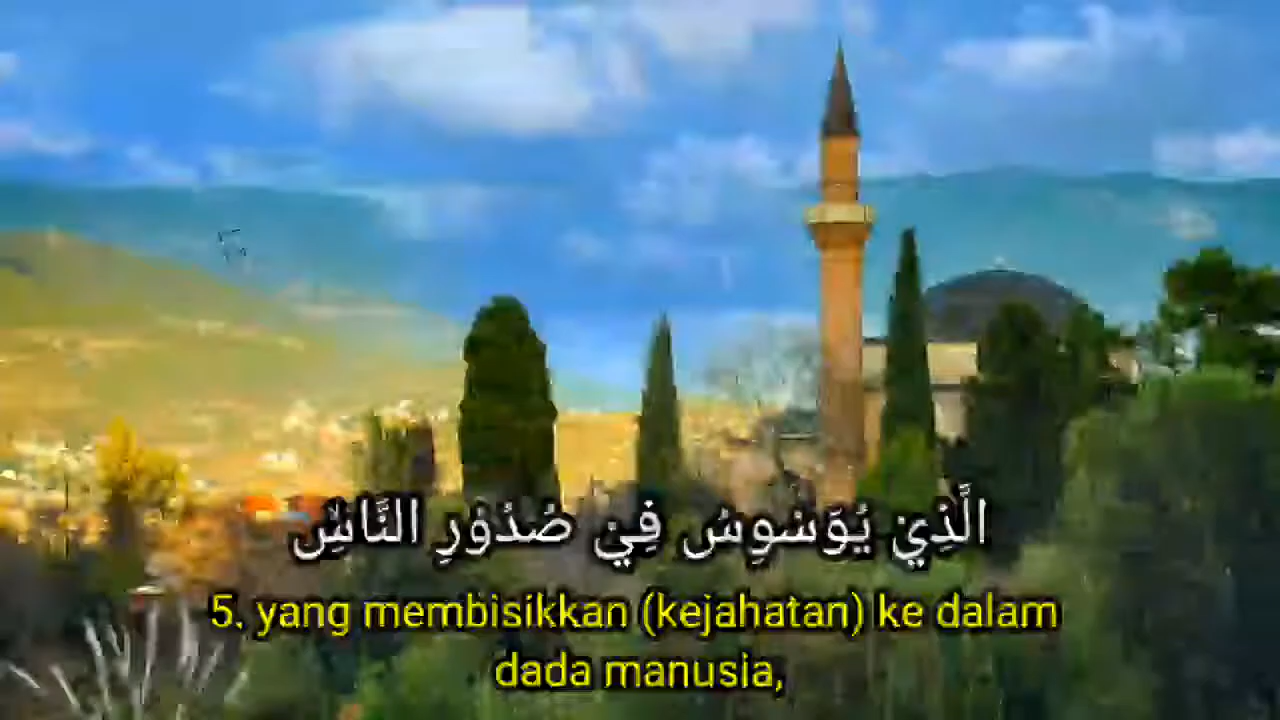 الَّذِيْ يُوَسْوِسُ فِيْ صُدُوْرِ النَّاسِۙ
5. yang membisikkan (kejahatan) ke dalam
dada manusia,